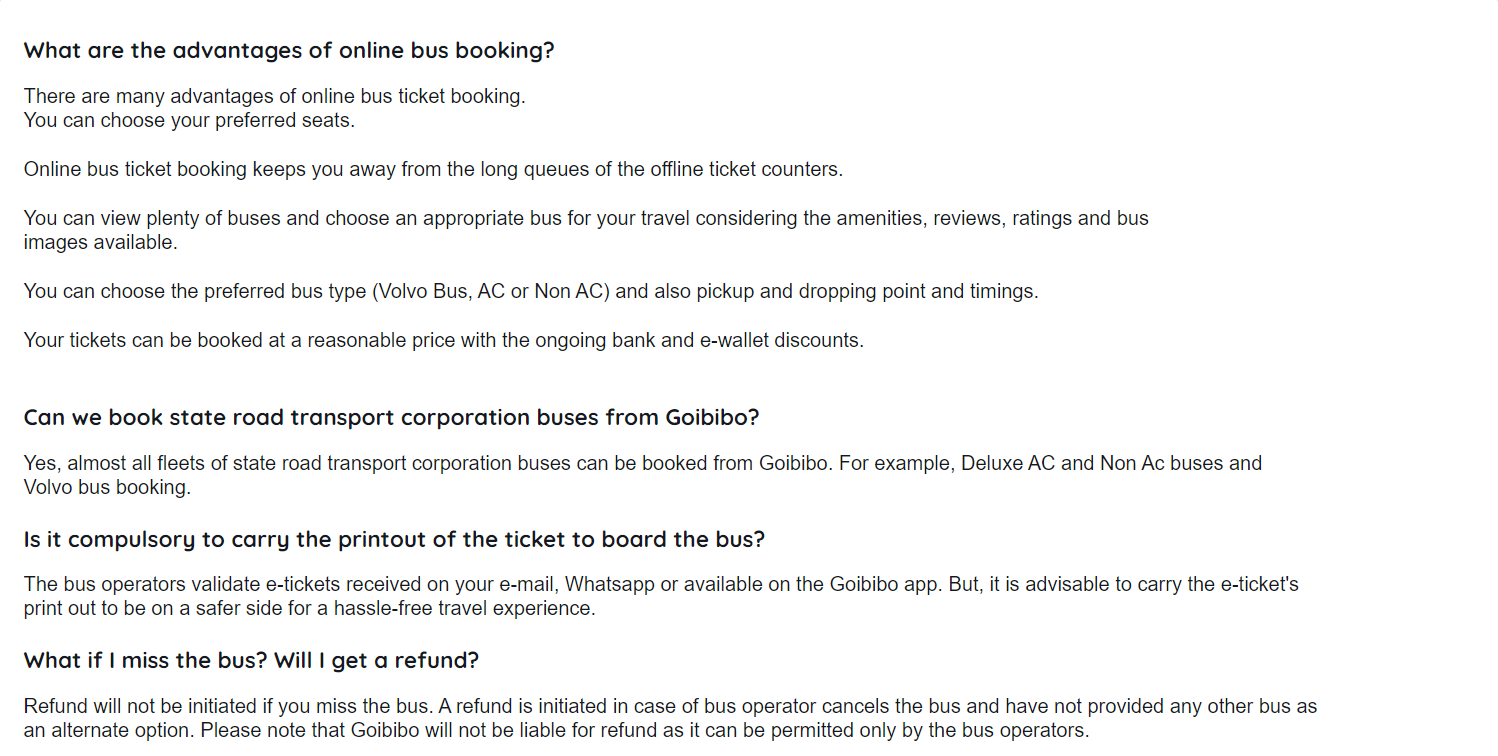 What are the advantages of online bus booking?
There are many advantages of online bus ticket booking.
You can choose your preferred seats.
Online bus ticket booking keeps you away from the long queues of the offline ticket counters.
You can view plenty of buses and choose an appropriate bus for your travel considering the amenities, reviews, ratings and bus
images available.
You can choose the preferred bus type (Volvo Bus, AC or Non AC) and also pickup and dropping point and timings.
Your tickets can be booked at a reasonable price with the ongoing bank and e-wallet discounts.
Can we book state road transport corporation buses from Goibibo?
Yes, almost all fleets of state road transport corporation buses can be booked from Goibibo. For example, Deluxe AC and Non Ac buses and
Volvo bus booking.
Is it compulsory to carry the printout of the ticket to board the bus?
The bus operators validate e-tickets received on your e-mail, Whatsapp or available on the Goibibo app. But, it is advisable to carry the e-ticket's
print out to be on a safer side for a hassle-free travel experience.
What if I miss the bus? Will I get a refund?
Refund will not be initiated if you miss the bus. A refund is initiated in case of bus operator cancels the bus and have not provided any other bus as
an alternate option. Please note that Goibibo will not be liable for refund as it can be permitted only by the bus operators.